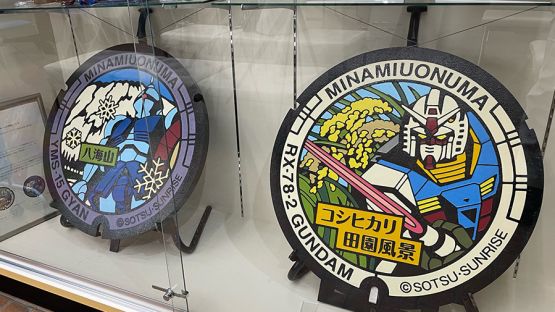 MINAMIUONUMA
八海山
YMS-15 GYAN
©SOTSU·SUNRISE
MINAMIUONUMA
RX-78-2 GUNDAM
コシヒカリ
田園風景
©SOTSU·SUNRISE